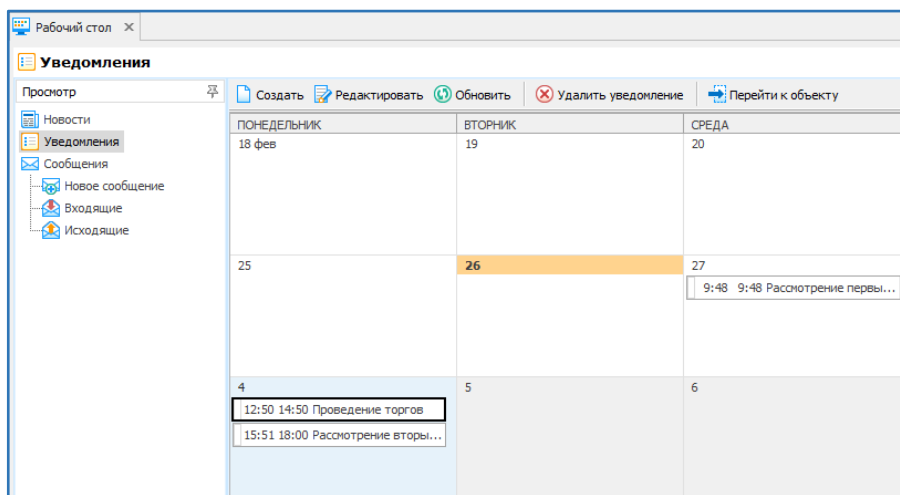 Рабочий стол
Уведомления
Просмотр
Новости
Уведомления
Сообщения
Новое сообщение
Входящие
Исходящие
Создать Редактировать Обновить Удалить уведомление Перейти к объекту
ПОНЕДЕЛЬНИК ВТОРНИК СРЕДА
18 фев 19 20
25 26 27
9:48 9:48 Рассмотрение первы...
4 5 6
12:50 14:50 Проведение торгов
15:51 18:00 Рассмотрение вторы...